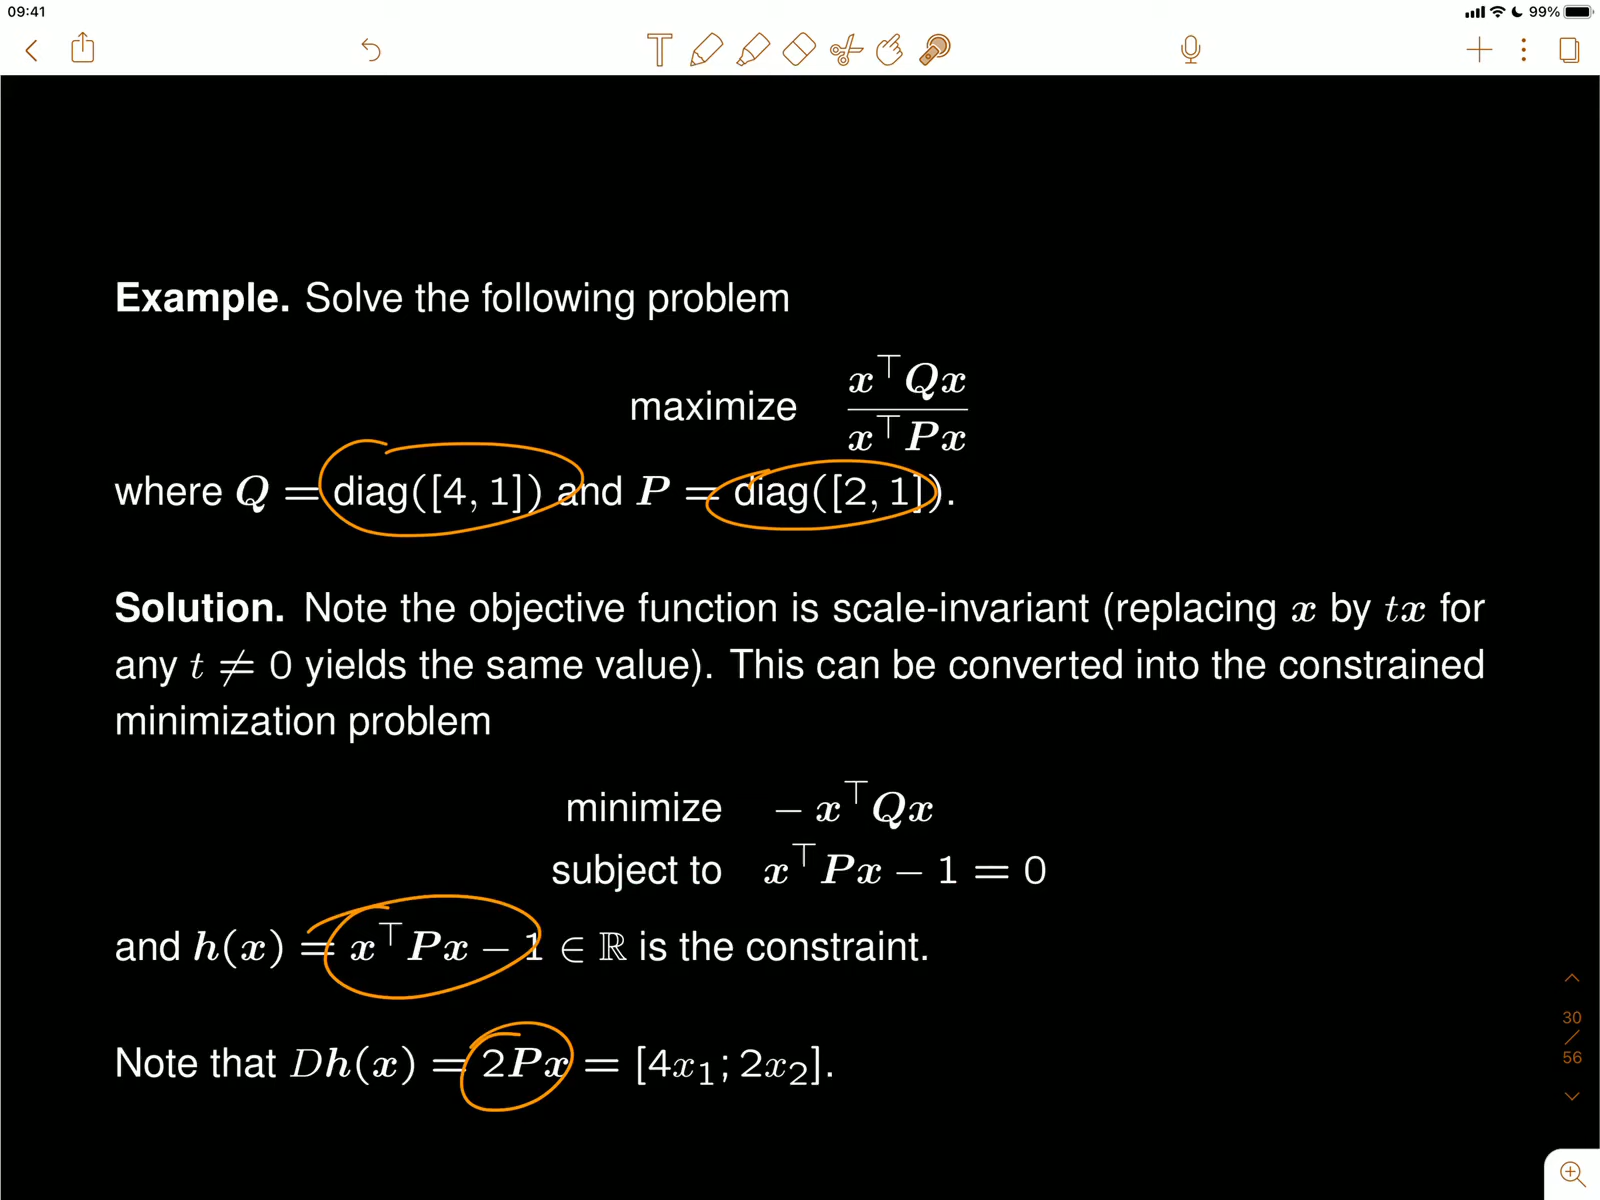 09:41
99%
T
Example. Solve the following problem
maximize x⊤Qx / x⊤Px
where Q = diag([4, 1]) and P = diag([2, 1]).
Solution. Note the objective function is scale-invariant (replacing x by tx for
any t ≠ 0 yields the same value). This can be converted into the constrained
minimization problem
minimize − x⊤Qx
subject to x⊤Px − 1 = 0
and h(x) = x⊤Px − 1 ∈ ℝ is the constraint.
Note that Dh(x) = 2Px = [4x₁; 2x₂].
30
/
56